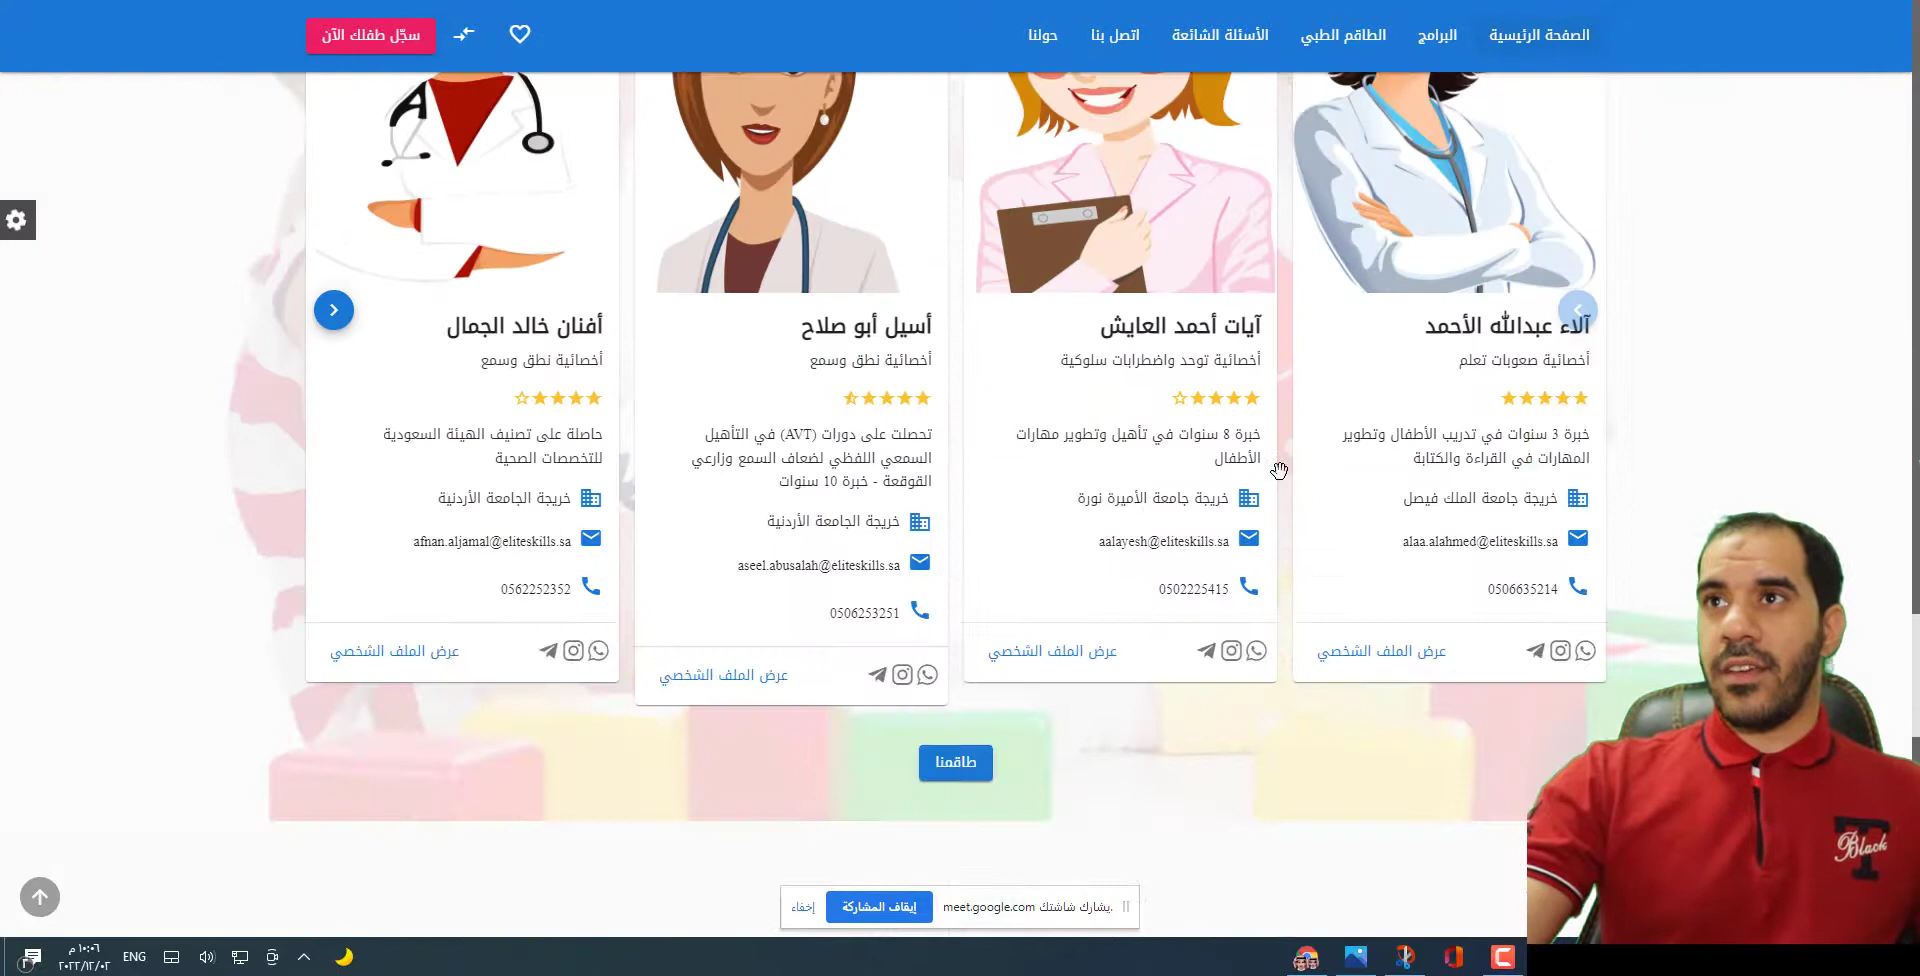 الصفحة الرئيسية
البرامج
الطاقم الطبي
الأسئلة الشائعة
اتصل بنا
حولنا
سجّل طفلك الآن
آلاء عبدالله الأحمد
أخصائية صعوبات تعلم
خبرة 3 سنوات في تدريب الأطفال وتطوير
المهارات في القراءة والكتابة
خريجة جامعة الملك فيصل
alaa.alahmed@eliteskills.sa
0506635214
عرض الملف الشخصي
آيات أحمد العايش
أخصائية توحد واضطرابات سلوكية
خبرة 8 سنوات في تأهيل وتطوير مهارات
الأطفال
خريجة جامعة الأميرة نورة
aalayesh@eliteskills.sa
0502225415
عرض الملف الشخصي
أسيل أبو صلاح
أخصائية نطق وسمع
تحصلت على دورات (AVT) في التأهيل
السمعي اللفظي لضعاف السمع وزارعي
القوقعة - خبرة 10 سنوات
خريجة الجامعة الأردنية
aseel.abusalah@eliteskills.sa
0506253251
عرض الملف الشخصي
أفنان خالد الجمال
أخصائية نطق وسمع
حاصلة على تصنيف الهيئة السعودية
للتخصصات الصحية
خريجة الجامعة الأردنية
afnan.aljamal@eliteskills.sa
0562252352
عرض الملف الشخصي
طاقمنا
يشارك شاشتك meet.google.com.
إيقاف المشاركة
إخفاء
Black
ENG
١٠:٠٦ م
٢٠٢٢/١٢/٠٢